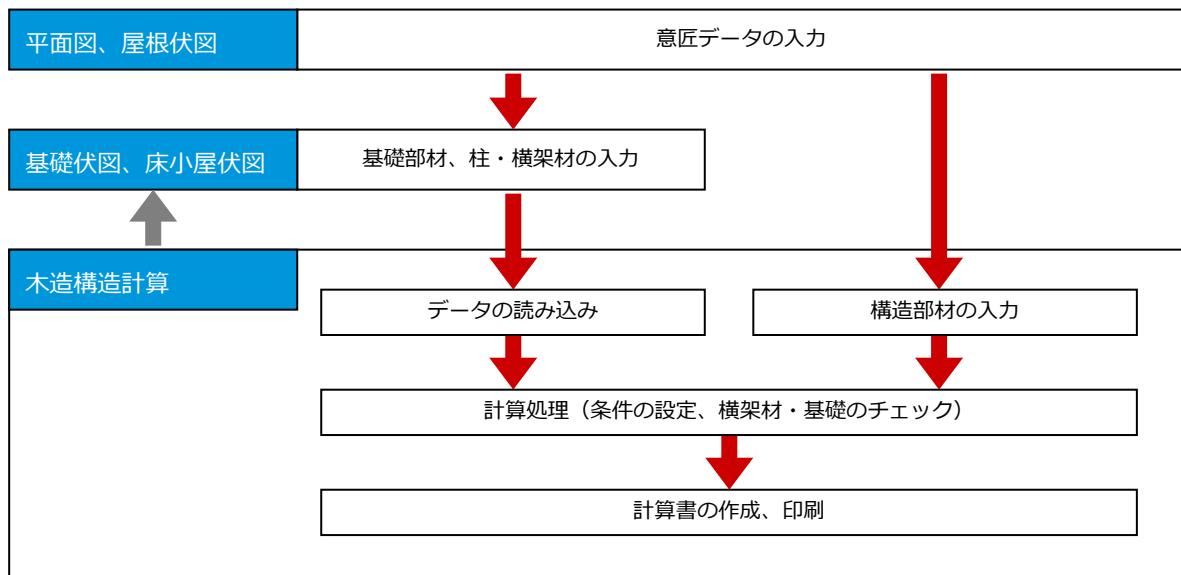 平面図、屋根伏図
意匠データの入力
基礎伏図、床小屋伏図
基礎部材、柱・横架材の入力
木造構造計算
データの読み込み
構造部材の入力
計算処理（条件の設定、横架材・基礎のチェック）
計算書の作成、印刷